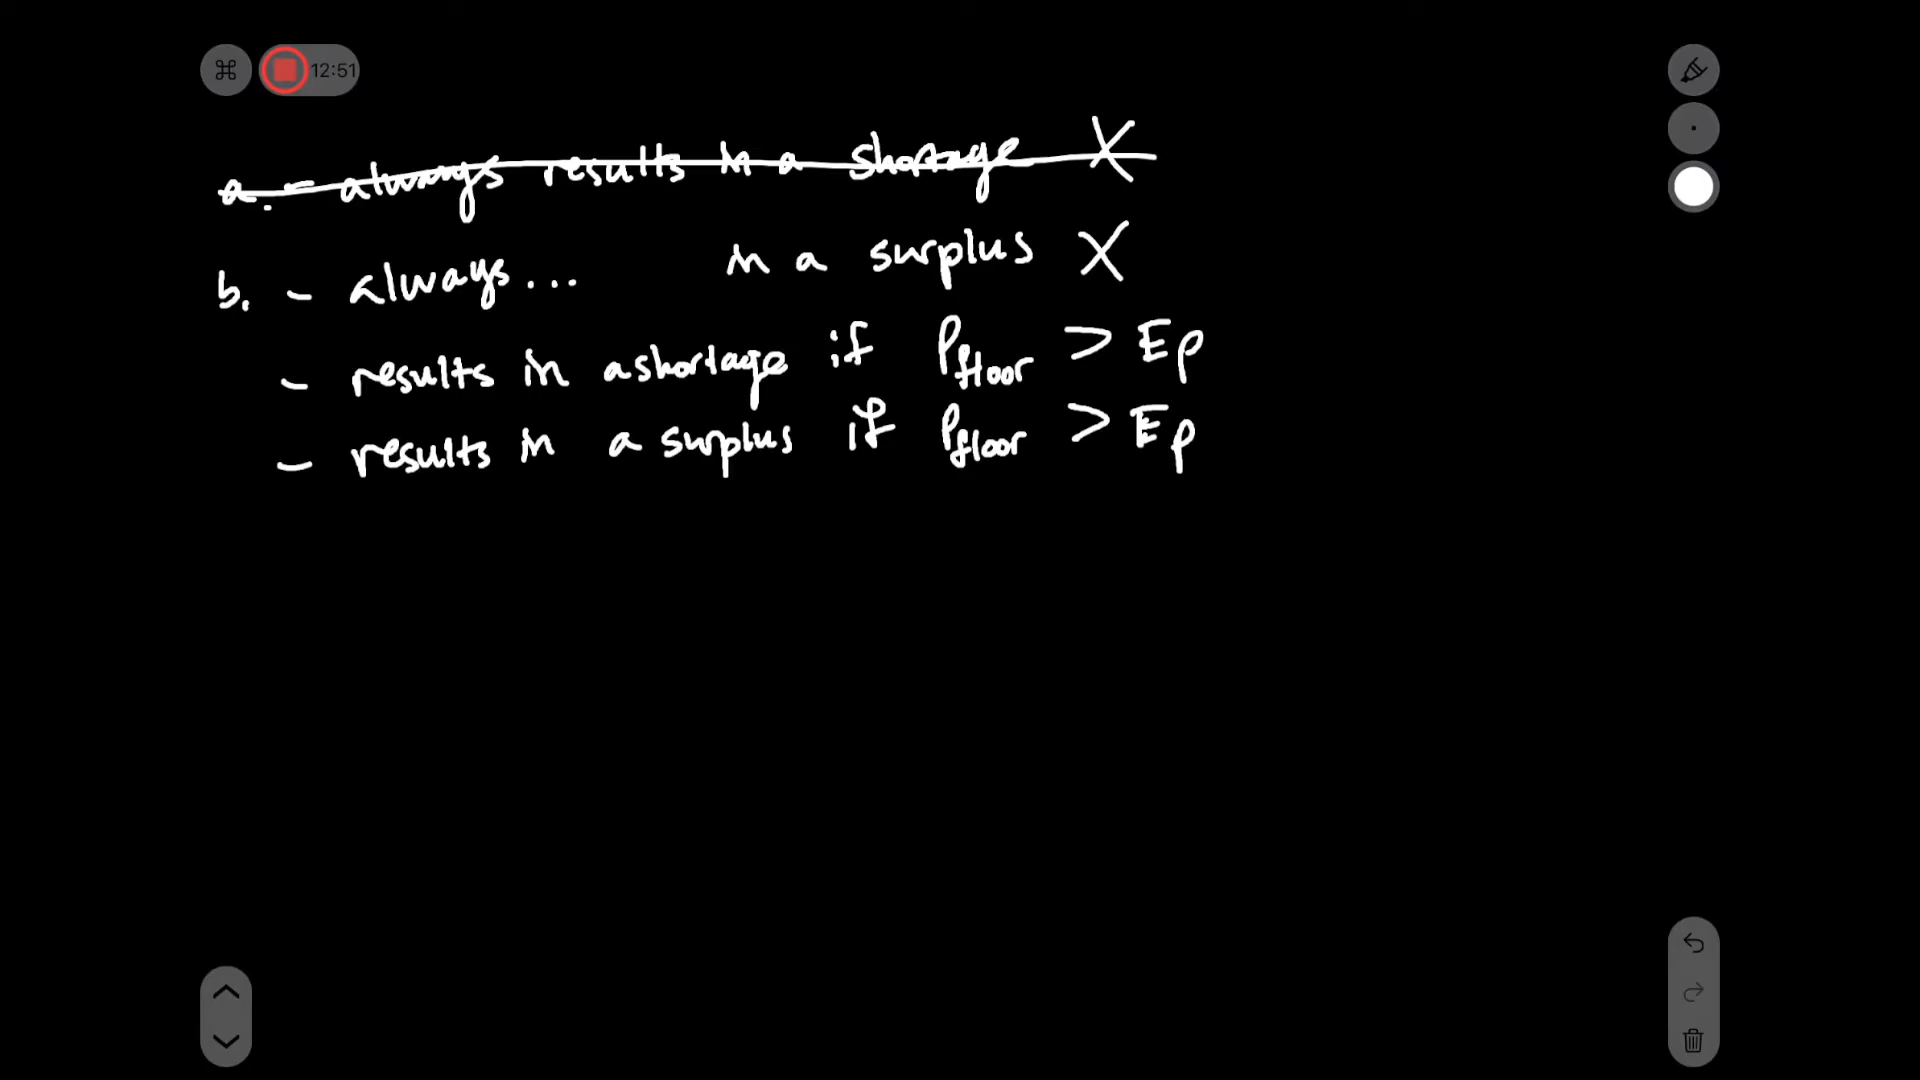 12:51
a. - always results in a shortage X
b. - always... in a surplus X
- results in a shortage if Pfloor > Ep
- results in a surplus if Pfloor > Ep